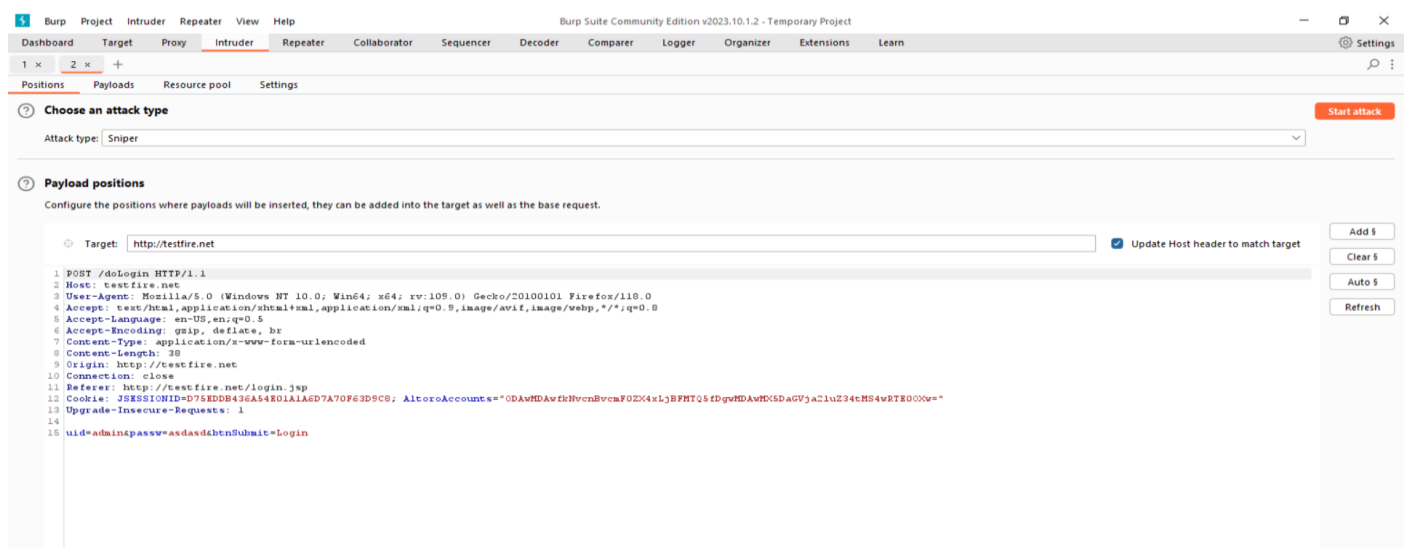 Burp Project Intruder Repeater View Help Burp Suite Community Edition v2023.10.1.2 - Temporary Project
Dashboard Target Proxy Intruder Repeater Collaborator Sequencer Decoder Comparer Logger Organizer Extensions Learn Settings
1 × 2 × +
Positions Payloads Resource pool Settings
? Choose an attack type Start attack
Attack type: Sniper
? Payload positions
Configure the positions where payloads will be inserted, they can be added into the target as well as the base request.
Add §
Target: http://testfire.net Update Host header to match target
Clear §
Auto §
Refresh
1 POST /doLogin HTTP/1.1
2 Host: testfire.net
3 User-Agent: Mozilla/5.0 (Windows NT 10.0; Win64; x64; rv:109.0) Gecko/20100101 Firefox/118.0
4 Accept: text/html,application/xhtml+xml,application/xml;q=0.9,image/avif,image/webp,*/*;q=0.8
5 Accept-Language: en-US,en;q=0.5
6 Accept-Encoding: gzip, deflate, br
7 Content-Type: application/x-www-form-urlencoded
8 Content-Length: 38
9 Origin: http://testfire.net
10 Connection: close
11 Referer: http://testfire.net/login.jsp
12 Cookie: JSESSIONID= AltoroAccounts=
13 Upgrade-Insecure-Requests: 1
14
15 uid=admin&passw=asdasd&btnSubmit=Login